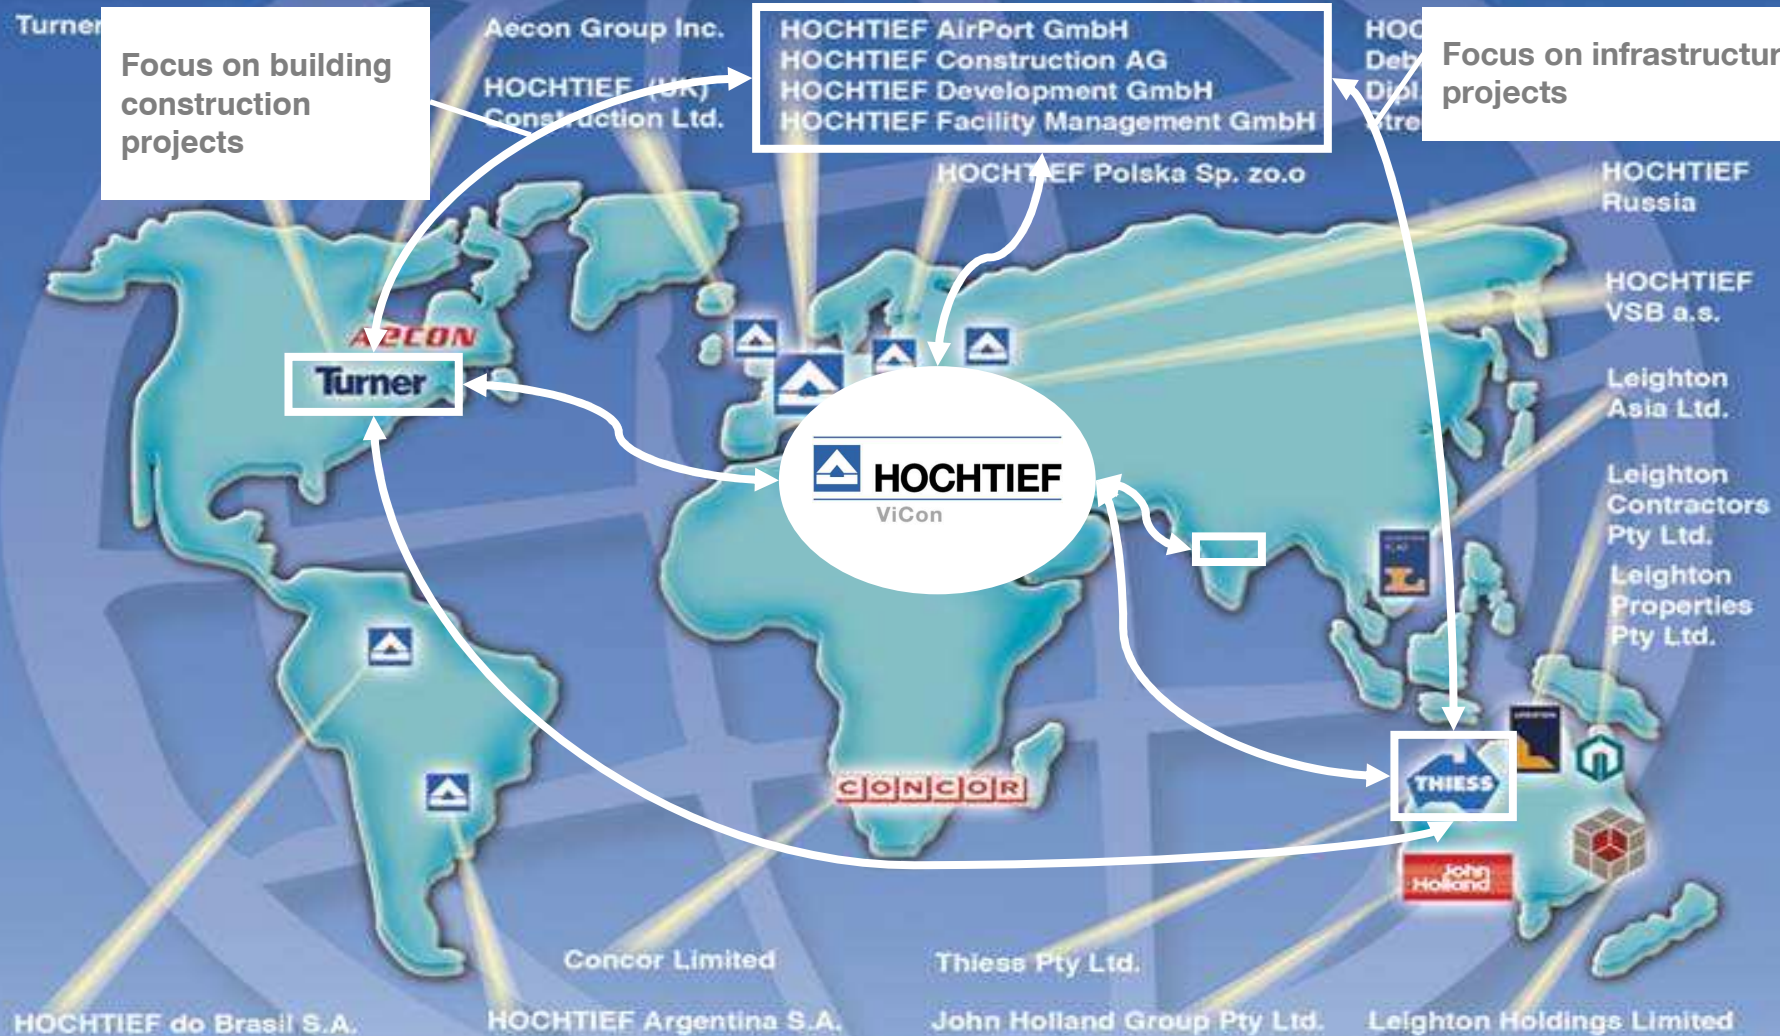 Turner
Focus on building
construction
projects
Aecon Group Inc.
HOCHTIEF (UK)
Construction Ltd.
HOCHTIEF AirPort GmbH
HOCHTIEF Construction AG
HOCHTIEF Development GmbH
HOCHTIEF Facility Management GmbH
HOCHTIEF Polska Sp. zo.o
Focus on infrastructur
projects
HOCHTIEF
Russia
HOCHTIEF
VSB a.s.
Leighton
Asia Ltd.
Leighton
Contractors
Pty Ltd.
Leighton
Properties
Pty Ltd.
AECON
Turner
HOCHTIEF
ViCon
CONCOR
THIESS
John
Holland
Concor Limited
Thiess Pty Ltd.
HOCHTIEF do Brasil S.A.
HOCHTIEF Argentina S.A.
John Holland Group Pty Ltd.
Leighton Holdings Limited